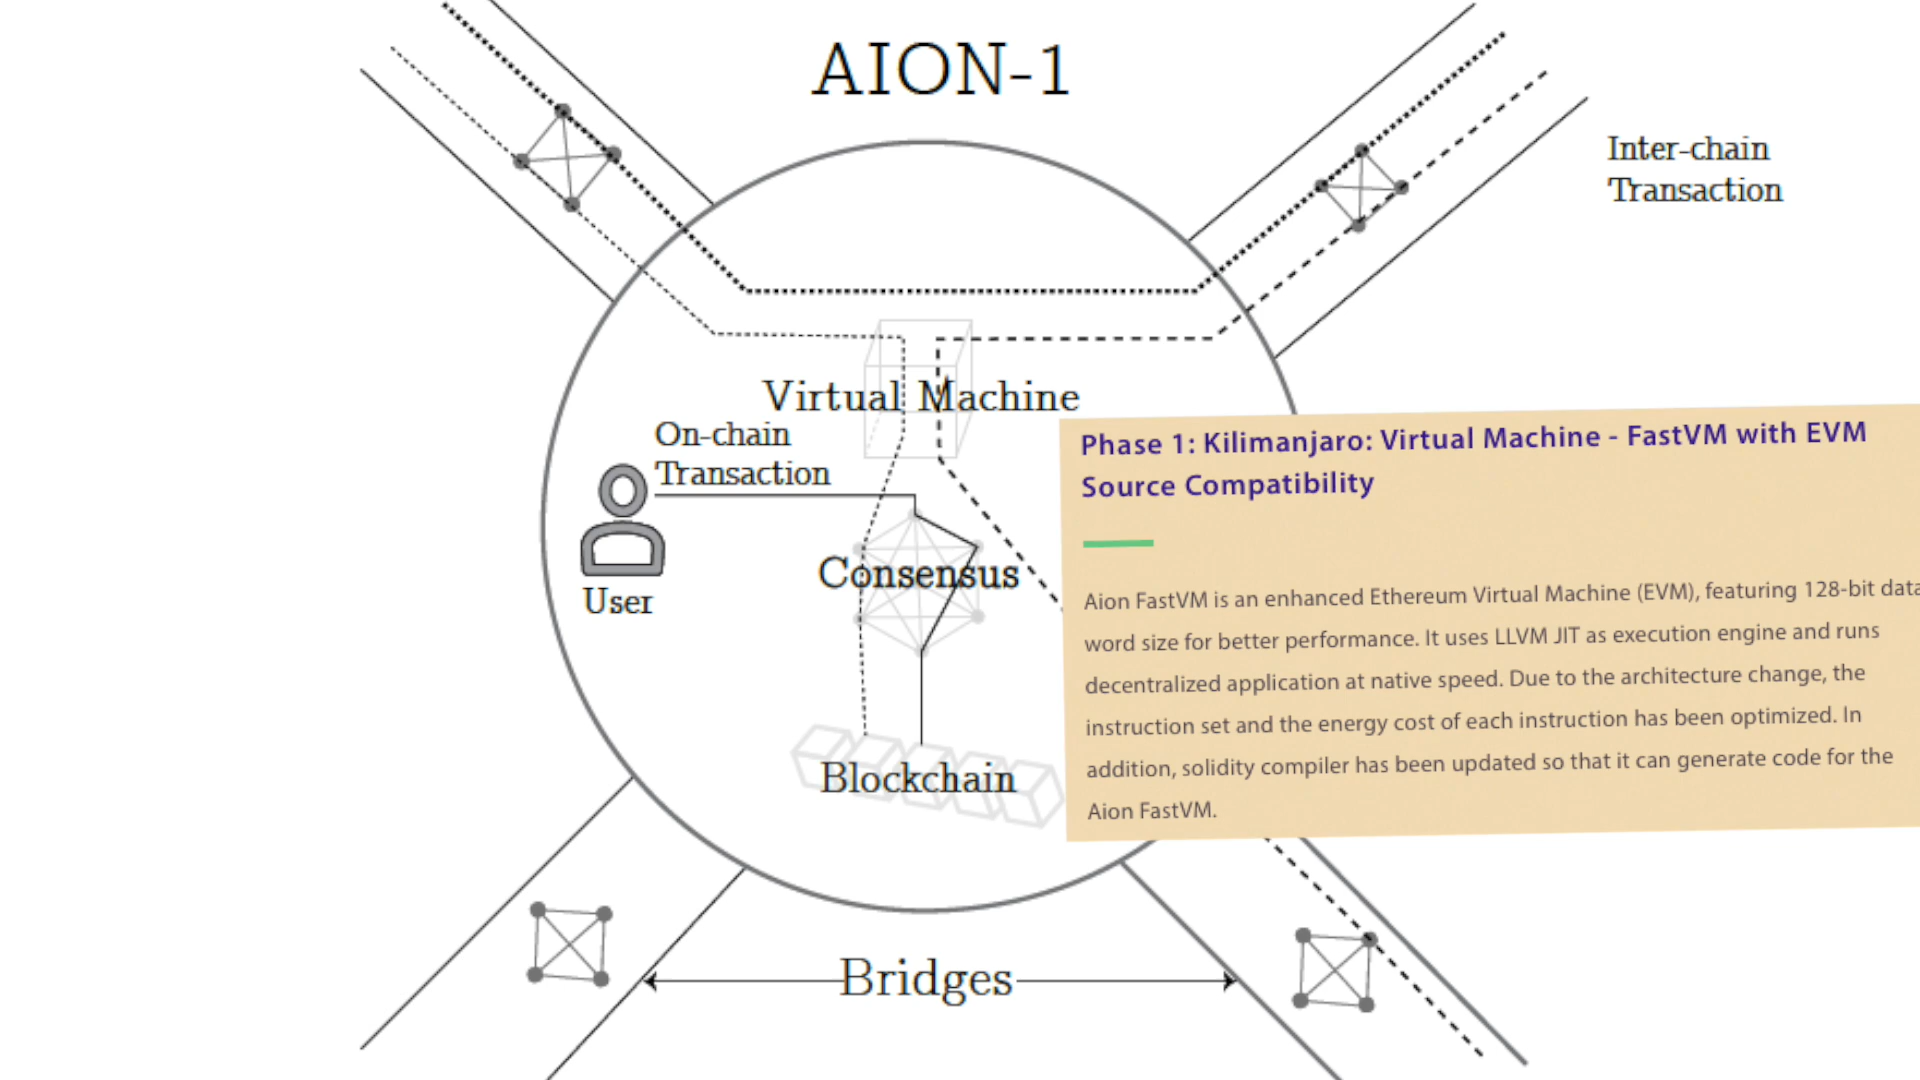 AION-1
Inter-chain
Transaction
Virtual Machine
On-chain
Transaction
User
Consensus
Blockchain
Bridges
Phase 1: Kilimanjaro: Virtual Machine - FastVM with EVM
Source Compatibility
Aion FastVM is an enhanced Ethereum Virtual Machine (EVM), featuring 128-bit data
word size for better performance. It uses LLVM JIT as execution engine and runs
decentralized application at native speed. Due to the architecture change, the
instruction set and the energy cost of each instruction has been optimized. In
addition, solidity compiler has been updated so that it can generate code for the
Aion FastVM.